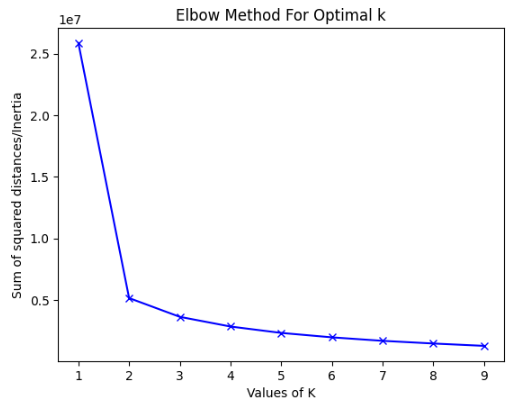 Elbow Method For Optimal k
1e7
2.5
2.0
1.5
1.0
0.5
Sum of squared distances/Inertia
1 2 3 4 5 6 7 8 9
Values of K